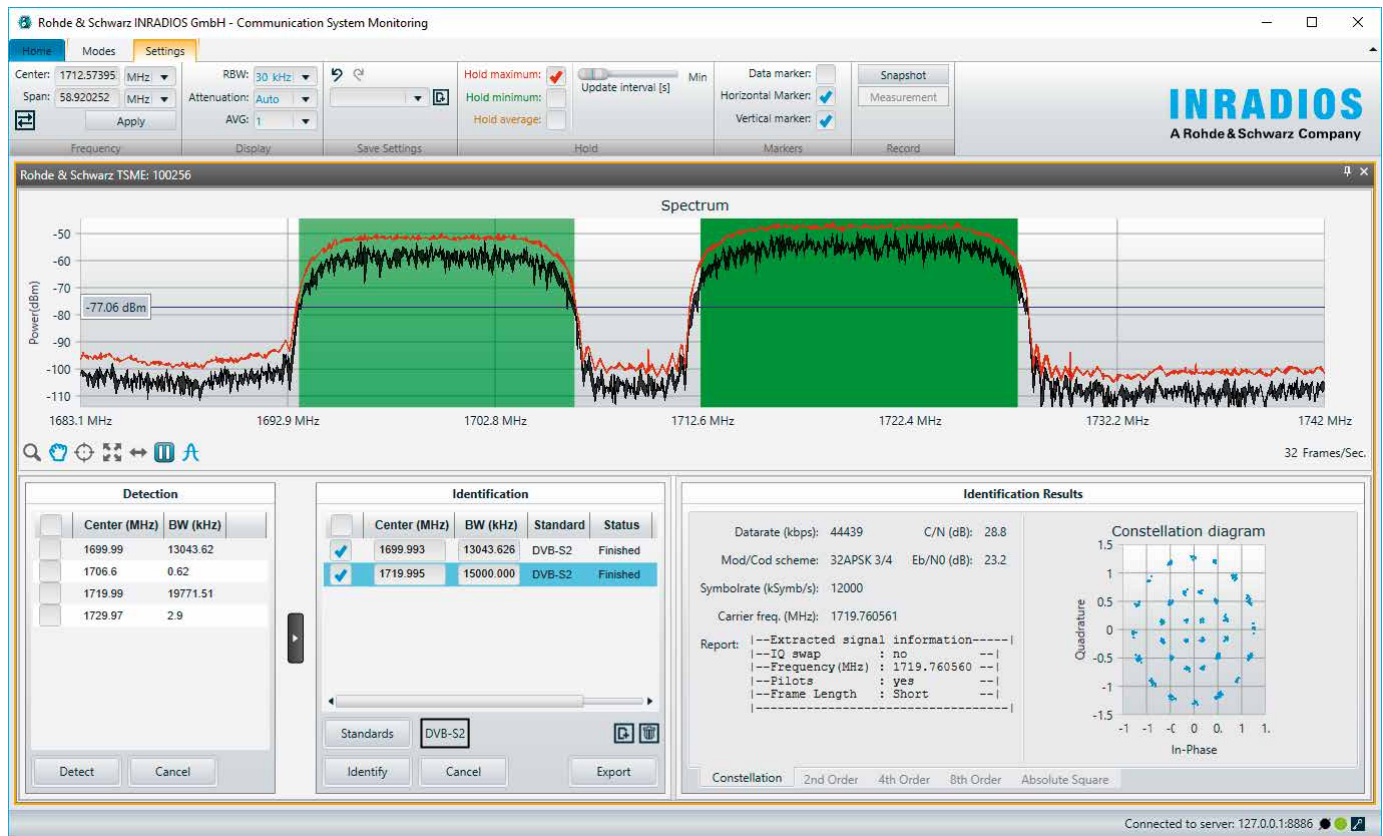 Rohde & Schwarz INRADIOS GmbH - Communication System Monitoring
Home Modes Settings
Center: 1712.57395 MHz RBW: 30 kHz Hold maximum: Min Data marker: Snapshot
Update interval [s]
Span: 58.920252 MHz Attenuation: Auto Hold minimum: Horizontal Marker: Measurement
Apply AVG: 1 Hold average: Vertical marker:
Frequency Display Save Settings Hold Markers Record
INRADIOS
A Rohde & Schwarz Company
Rohde & Schwarz TSME: 100256
Spectrum
Power(dBm)
-50
-60
-70
-77.06 dBm
-80
-90
-100
-110
1683.1 MHz 1692.9 MHz 1702.8 MHz 1712.6 MHz 1722.4 MHz 1732.2 MHz 1742 MHz
32 Frames/Sec.
Detection
Center (MHz) BW (kHz)
1699.99 13043.62
1706.6 0.62
1719.99 19771.51
1729.97 2.9
Detect Cancel
Identification
Center (MHz) BW (kHz) Standard Status
1699.993 13043.626 DVB-S2 Finished
1719.995 15000.000 DVB-S2 Finished
Standards DVB-S2
Identify Cancel Export
Identification Results
Datarate (kbps): 44439 C/N (dB): 28.8
Mod/Cod scheme: 32APSK 3/4 Eb/N0 (dB): 23.2
Symbolrate (kSymb/s): 12000
Carrier freq. (MHz): 1719.760561
Report: |--Extracted signal information-----|
|--IQ swap : no --|
|--Frequency(MHz) : 1719.760560 --|
|--Pilots : yes --|
|--Frame Length : Short --|
|-----------------------------------|
Constellation diagram
Quadrature
1.5
1
0.5
0
-0.5
-1
-1.5
-1 -1 -0 0 0. 1 1.
In-Phase
Constellation 2nd Order 4th Order 8th Order Absolute Square
Connected to server: 127.0.0.1:8886